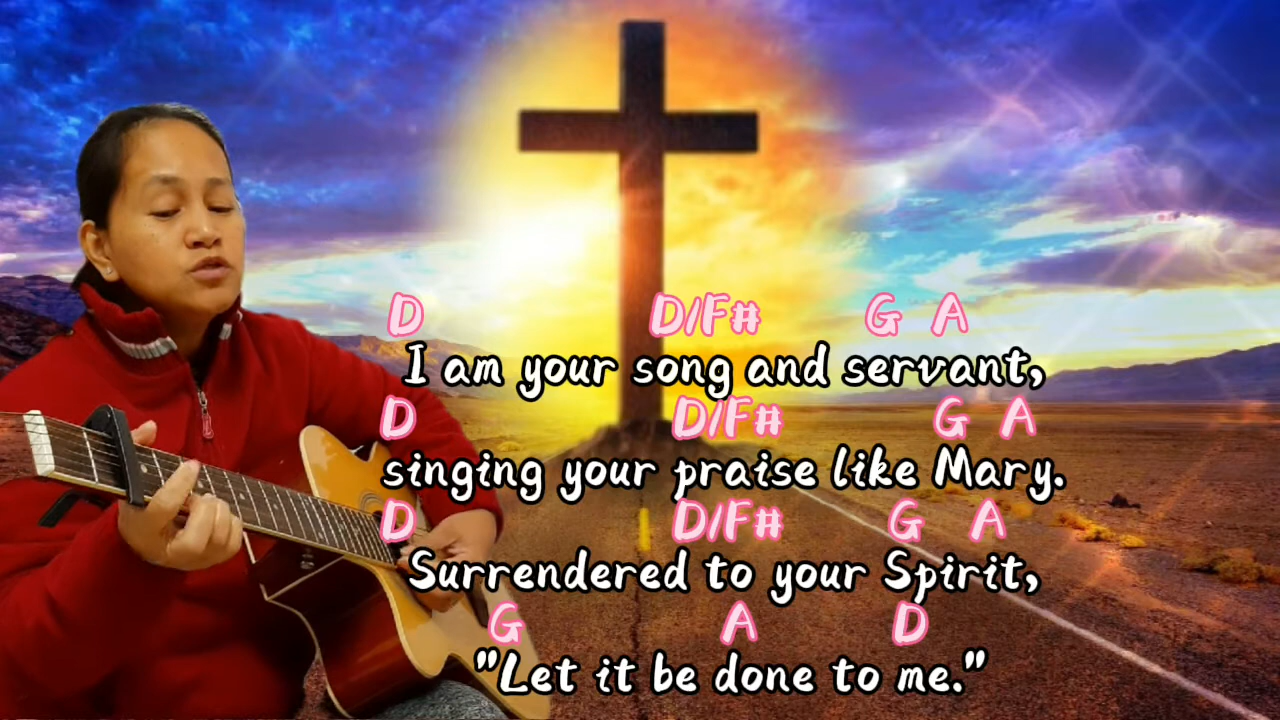 D D/F# G A
I am your song and servant,
D D/F# G A
singing your praise like Mary.
D D/F# G A
Surrendered to your Spirit,
G A D
"Let it be done to me."